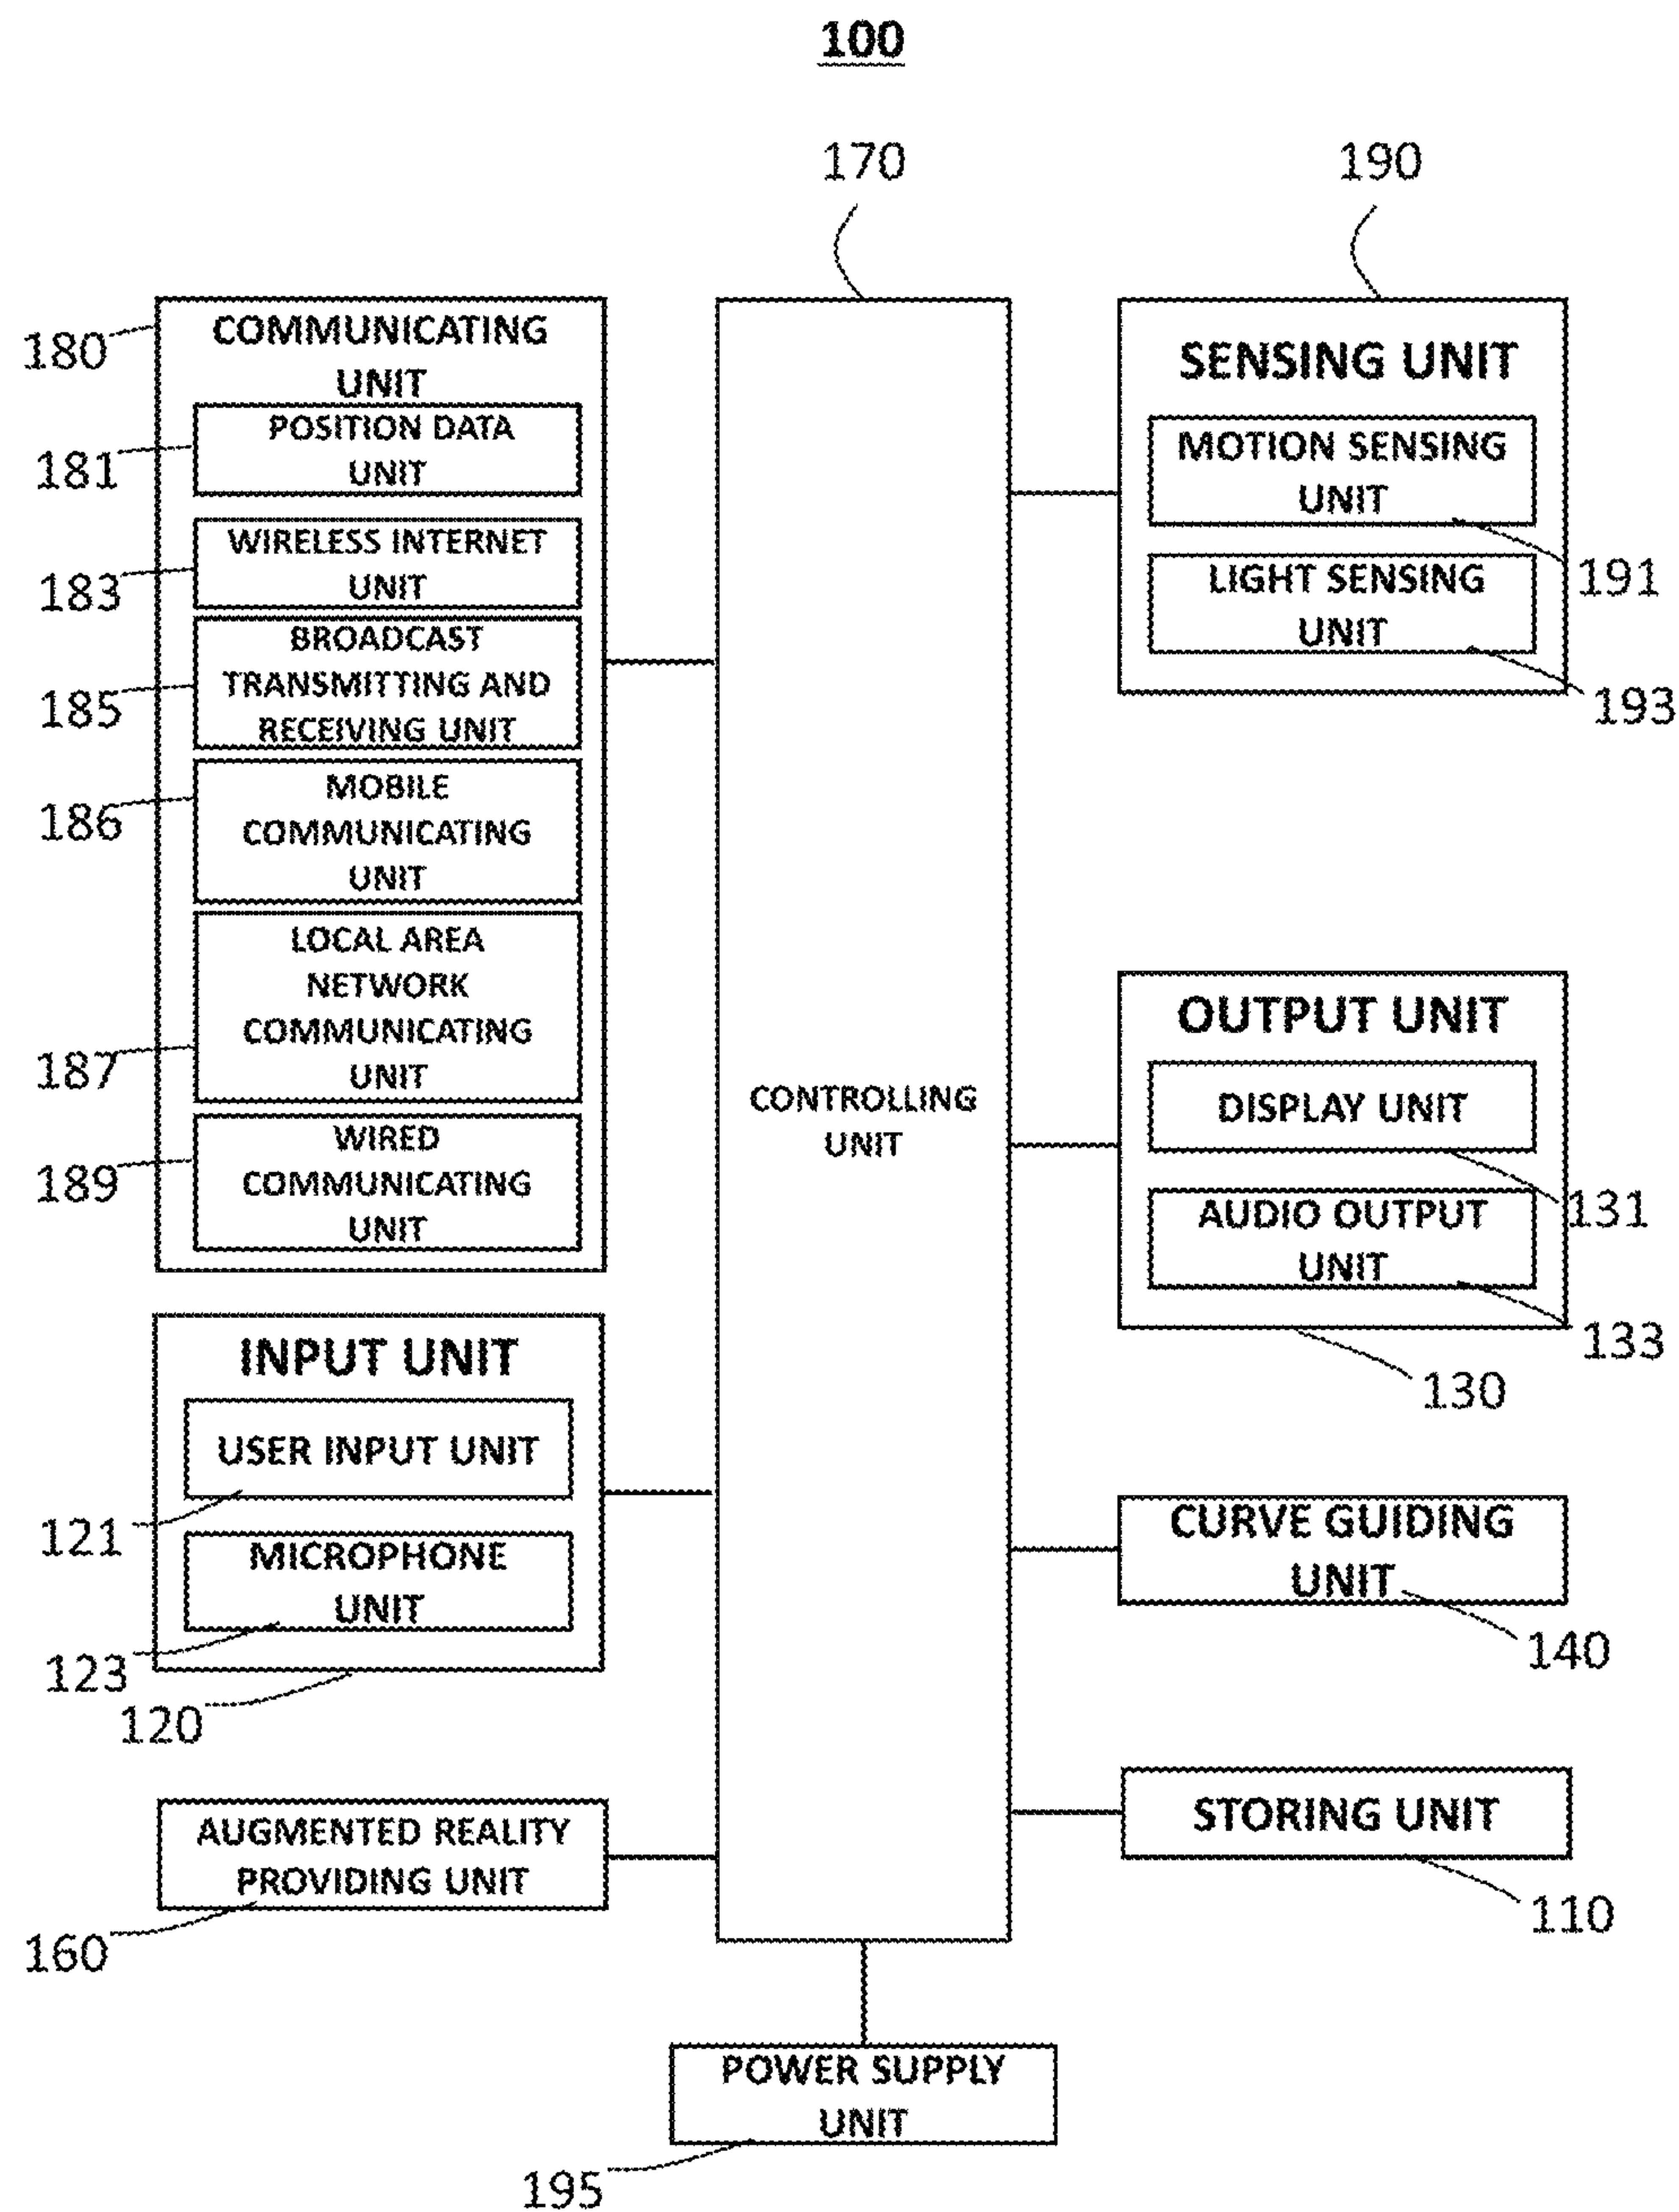 100
170
190
180
COMMUNICATING
UNIT
181
POSITION DATA
UNIT
183
WIRELESS INTERNET
UNIT
185
BROADCAST
TRANSMITTING AND
RECEIVING UNIT
186
MOBILE
COMMUNICATING
UNIT
187
LOCAL AREA
NETWORK
COMMUNICATING
UNIT
189
WIRED
COMMUNICATING
UNIT
INPUT UNIT
USER INPUT UNIT
121
MICROPHONE
UNIT
123
120
AUGMENTED REALITY
PROVIDING UNIT
160
CONTROLLING
UNIT
SENSING UNIT
MOTION SENSING
UNIT
191
LIGHT SENSING
UNIT
193
OUTPUT UNIT
DISPLAY UNIT
131
AUDIO OUTPUT
UNIT
133
130
CURVE GUIDING
UNIT
140
STORING UNIT
110
POWER SUPPLY
UNIT
195